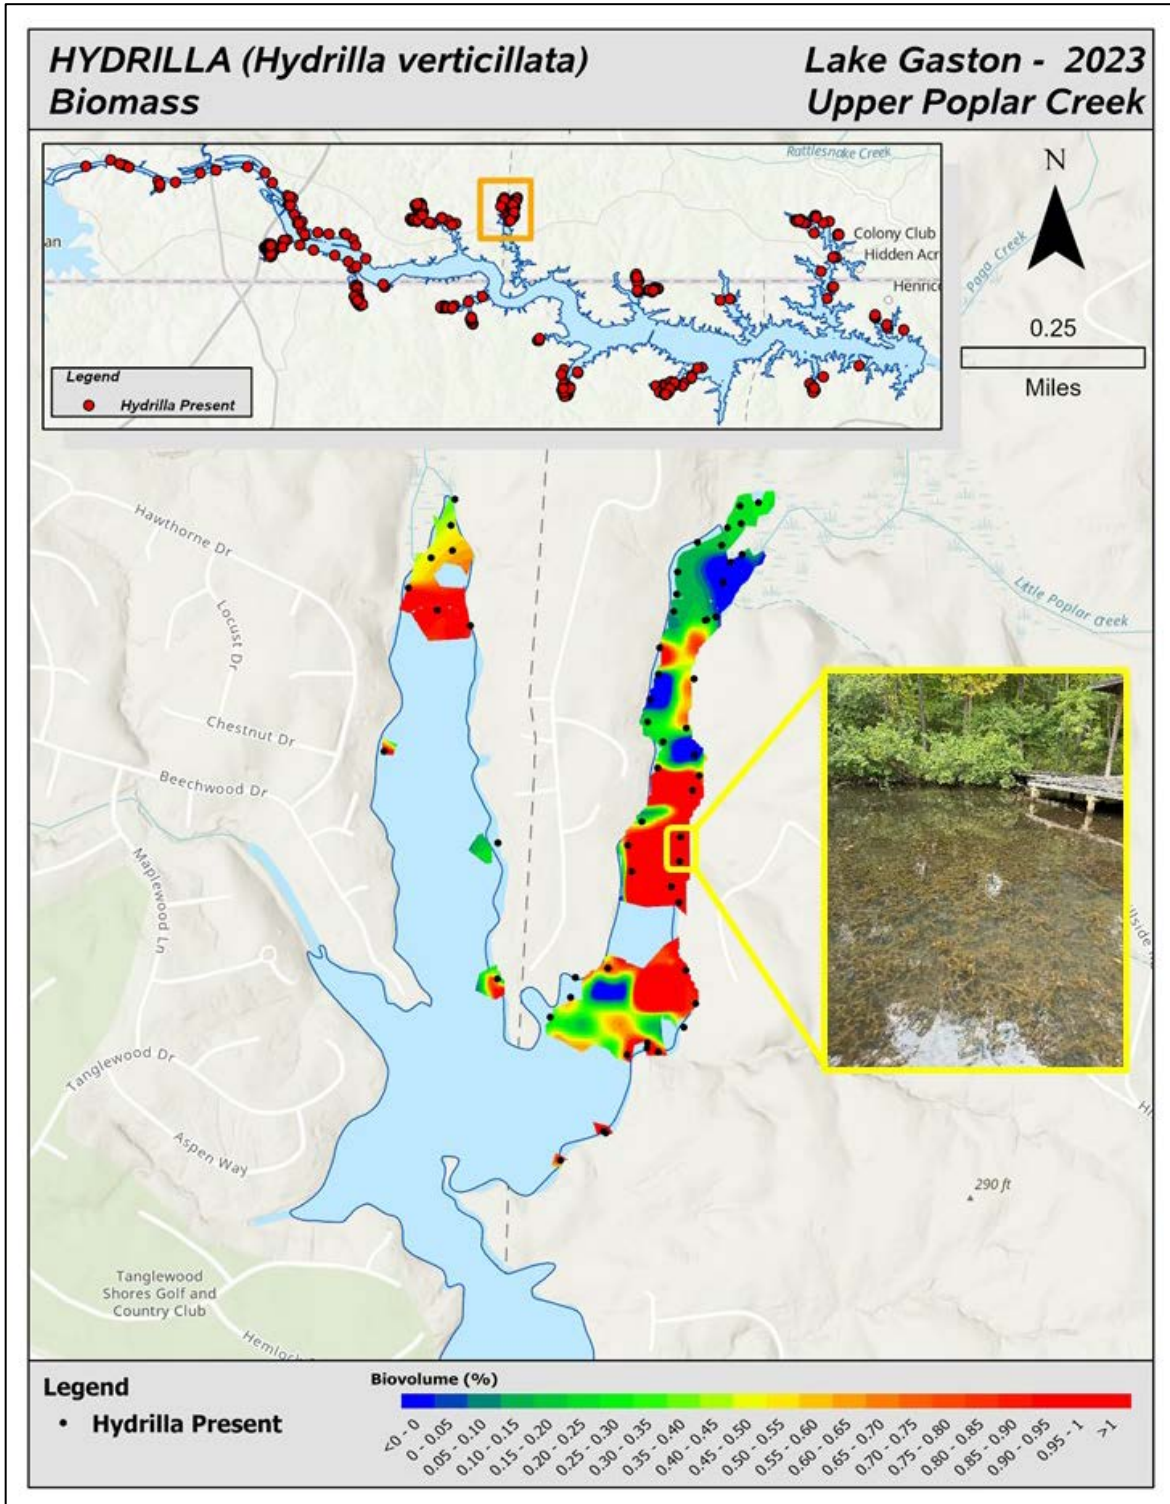 HYDRILLA (Hydrilla verticillata)
Biomass
Lake Gaston - 2023
Upper Poplar Creek
Rattlesnake Creek
an
Colony Club
Hidden Acr
Henrico
Legend
Hydrilla Present
N
Paga Creek
0.25
Miles
Hawthorne Dr
Locust Dr
Chestnut Dr
Beechwood Dr
Maplewood Ln
Tanglewood Dr
Aspen Way
Little Poplar Creek
290 ft
Tanglewood
Shores Golf and
Country Club
Legend
Hydrilla Present
Biovolume (%)
<0 - 0
0 - 0.05
0.05 - 0.10
0.10 - 0.15
0.15 - 0.20
0.20 - 0.25
0.25 - 0.30
0.30 - 0.35
0.35 - 0.40
0.40 - 0.45
0.45 - 0.50
0.50 - 0.55
0.55 - 0.60
0.60 - 0.65
0.65 - 0.70
0.70 - 0.75
0.75 - 0.80
0.80 - 0.85
0.85 - 0.90
0.90 - 0.95
0.95 - 1
>1